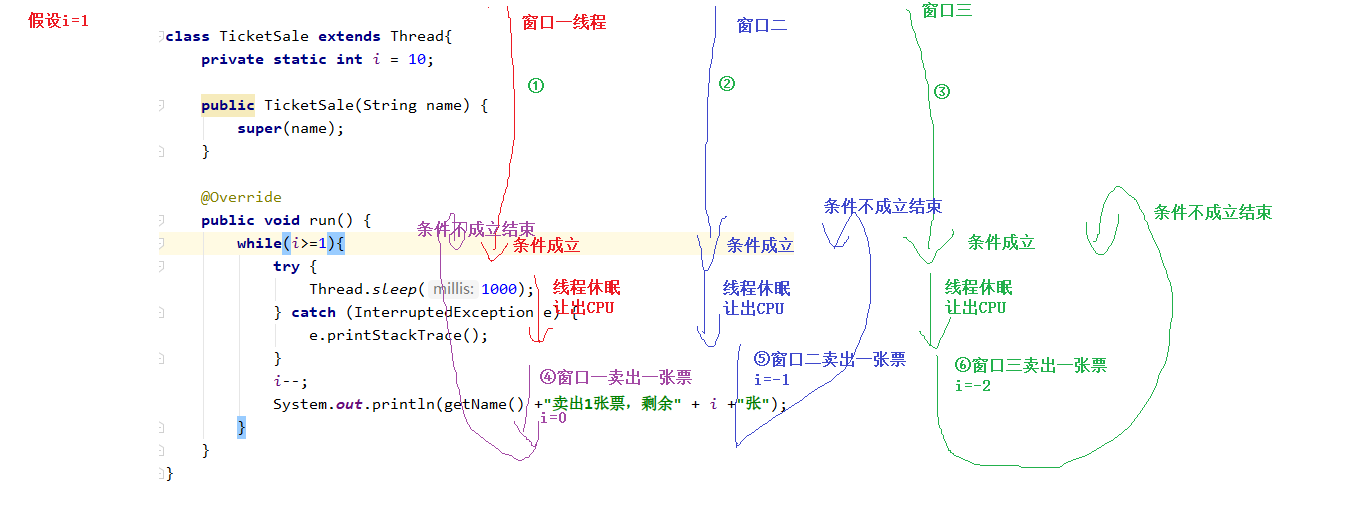 假设i=1
窗口一线程
窗口二
窗口三
class TicketSale extends Thread{
private static int i = 10;
①
②
③
public TicketSale(String name) {
super(name);
}
@Override
public void run() {
条件不成立结束
条件不成立结束
条件不成立结束
while(i>=1){
条件成立
条件成立
条件成立
try {
Thread.sleep( millis: 1000);
线程休眠
让出CPU
线程休眠
让出CPU
线程休眠
让出CPU
} catch (InterruptedException e) {
e.printStackTrace();
}
i--;
④窗口一卖出一张票
⑤窗口二卖出一张票
i=-1
⑥窗口三卖出一张票
i=-2
System.out.println(getName() +"卖出1张票，剩余" + i +"张");
i=0
}
}
}